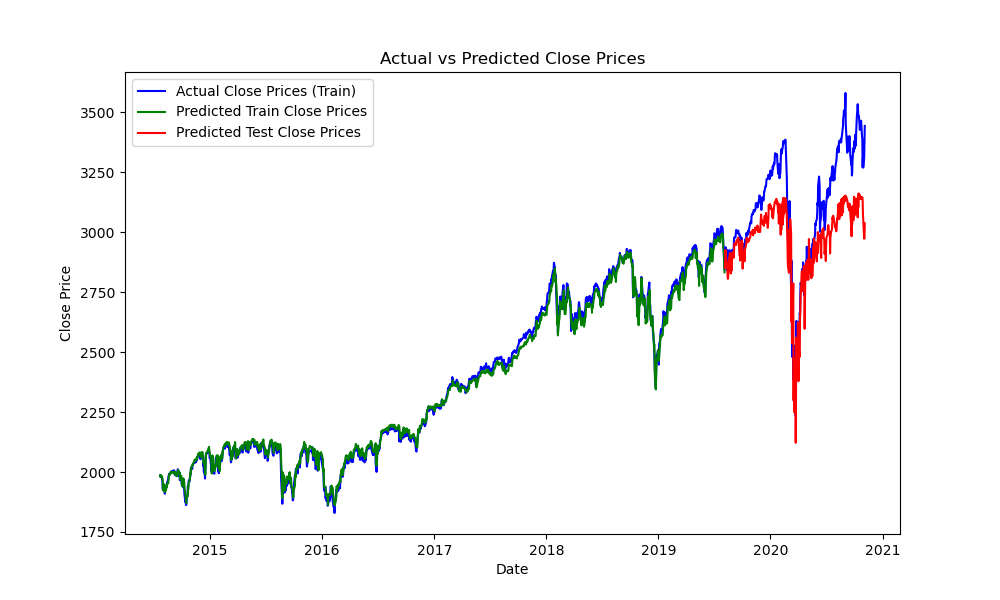 Actual vs Predicted Close Prices
Actual Close Prices (Train)
Predicted Train Close Prices
Predicted Test Close Prices
Close Price
3500
3250
3000
2750
2500
2250
2000
1750
2015
2016
2017
2018
2019
2020
2021
Date